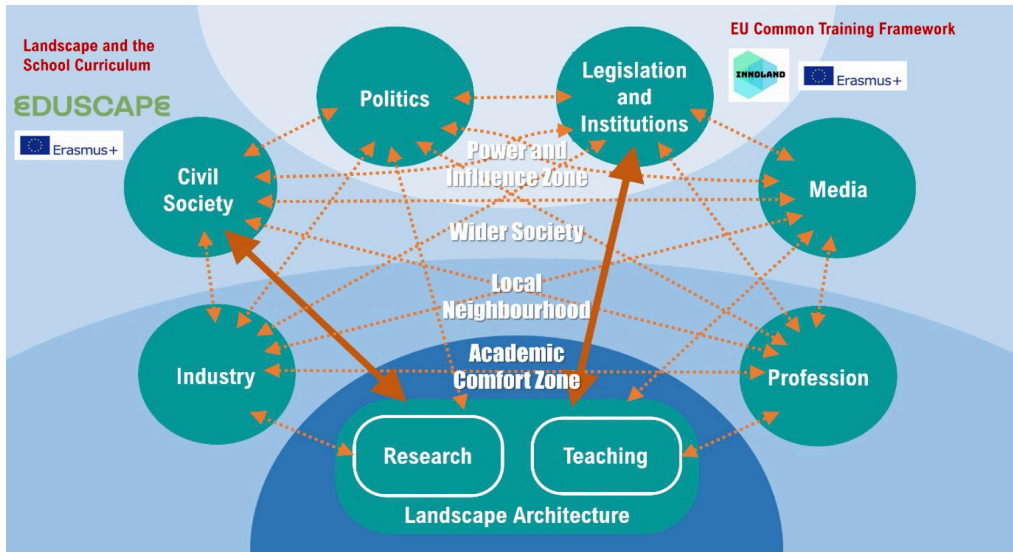 Landscape and the
School Curriculum
ƐDUSCAPƐ
Erasmus+
EU Common Training Framework
INNOLAND
Erasmus+
Politics
Legislation
and
Institutions
Power and
Influence Zone
Civil
Society
Media
Wider Society
Local
Neighbourhood
Industry
Academic
Comfort Zone
Profession
Research
Teaching
Landscape Architecture